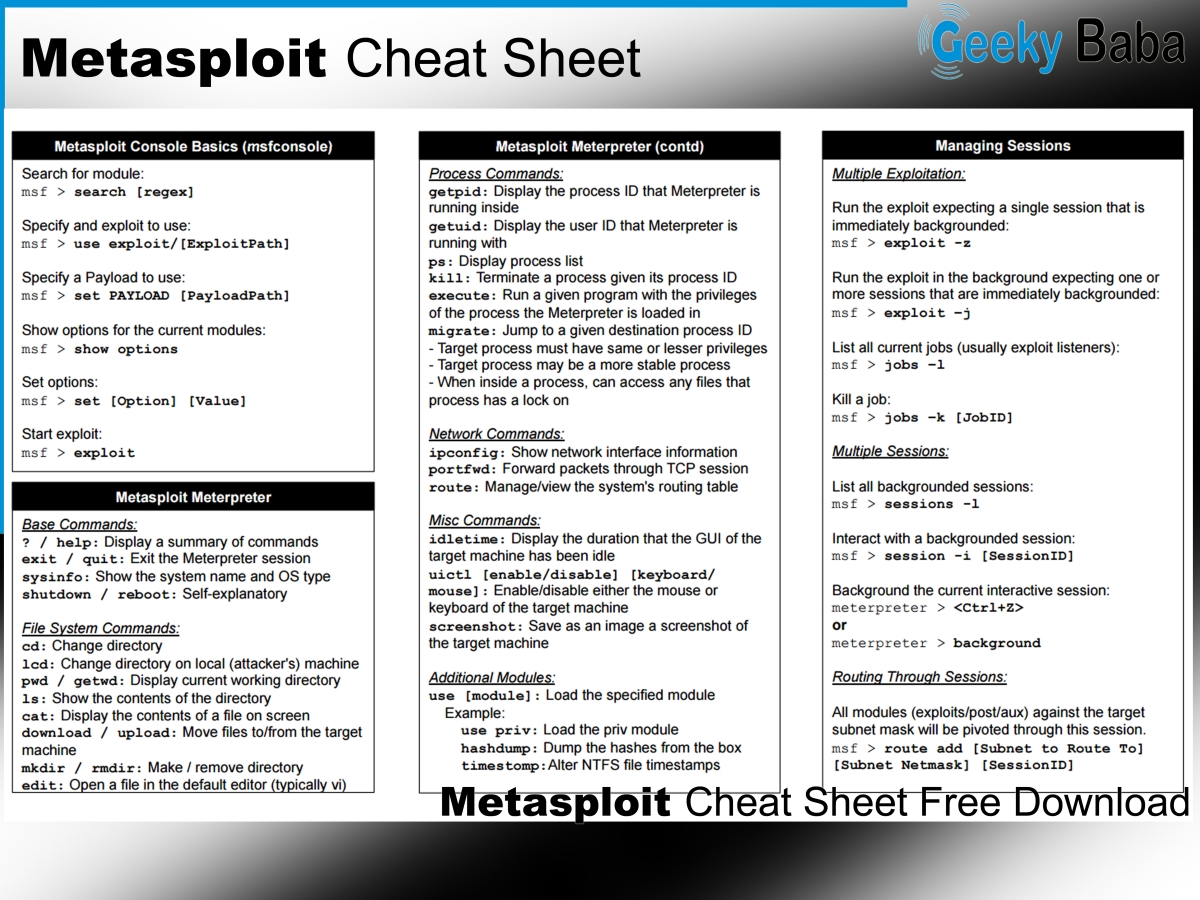 Metasploit Cheat Sheet
Geeky Baba
Metasploit Console Basics (msfconsole)
Search for module:
msf > search [regex]
Specify and exploit to use:
msf > use exploit/[ExploitPath]
Specify a Payload to use:
msf > set PAYLOAD [PayloadPath]
Show options for the current modules:
msf > show options
Set options:
msf > set [Option] [Value]
Start exploit:
msf > exploit
Metasploit Meterpreter
Base Commands:
? / help: Display a summary of commands
exit / quit: Exit the Meterpreter session
sysinfo: Show the system name and OS type
shutdown / reboot: Self-explanatory
File System Commands:
cd: Change directory
lcd: Change directory on local (attacker's) machine
pwd / getwd: Display current working directory
ls: Show the contents of the directory
cat: Display the contents of a file on screen
download / upload: Move files to/from the target
machine
mkdir / rmdir: Make / remove directory
edit: Open a file in the default editor (typically vi)
Metasploit Meterpreter (contd)
Process Commands:
getpid: Display the process ID that Meterpreter is
running inside
getuid: Display the user ID that Meterpreter is
running with
ps: Display process list
kill: Terminate a process given its process ID
execute: Run a given program with the privileges
of the process the Meterpreter is loaded in
migrate: Jump to a given destination process ID
- Target process must have same or lesser privileges
- Target process may be a more stable process
- When inside a process, can access any files that
process has a lock on
Network Commands:
ipconfig: Show network interface information
portfwd: Forward packets through TCP session
route: Manage/view the system's routing table
Misc Commands:
idletime: Display the duration that the GUI of the
target machine has been idle
uictl [enable/disable] [keyboard/
mouse]: Enable/disable either the mouse or
keyboard of the target machine
screenshot: Save as an image a screenshot of
the target machine
Additional Modules:
use [module]: Load the specified module
Example:
use priv: Load the priv module
hashdump: Dump the hashes from the box
timestomp:Alter NTFS file timestamps
Managing Sessions
Multiple Exploitation:
Run the exploit expecting a single session that is
immediately backgrounded:
msf > exploit -z
Run the exploit in the background expecting one or
more sessions that are immediately backgrounded:
msf > exploit –j
List all current jobs (usually exploit listeners):
msf > jobs –l
Kill a job:
msf > jobs –k [JobID]
Multiple Sessions:
List all backgrounded sessions:
msf > sessions -l
Interact with a backgrounded session:
msf > session -i [SessionID]
Background the current interactive session:
meterpreter > <Ctrl+Z>
or
meterpreter > background
Routing Through Sessions:
All modules (exploits/post/aux) against the target
subnet mask will be pivoted through this session.
msf > route add [Subnet to Route To]
[Subnet Netmask] [SessionID]
Metasploit Cheat Sheet Free Download